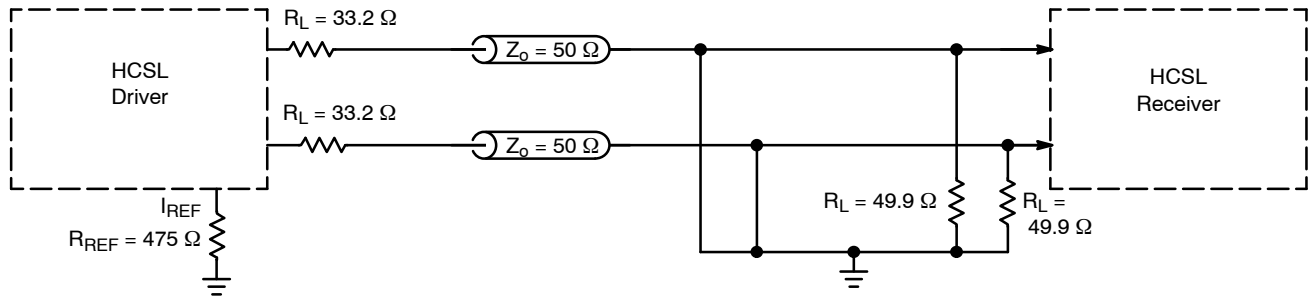 R_L = 33.2 Ω
HCSL
Driver
Z_o = 50 Ω
HCSL
Receiver
R_L = 33.2 Ω
Z_o = 50 Ω
I_REF
R_REF = 475 Ω
R_L = 49.9 Ω
R_L =
49.9 Ω